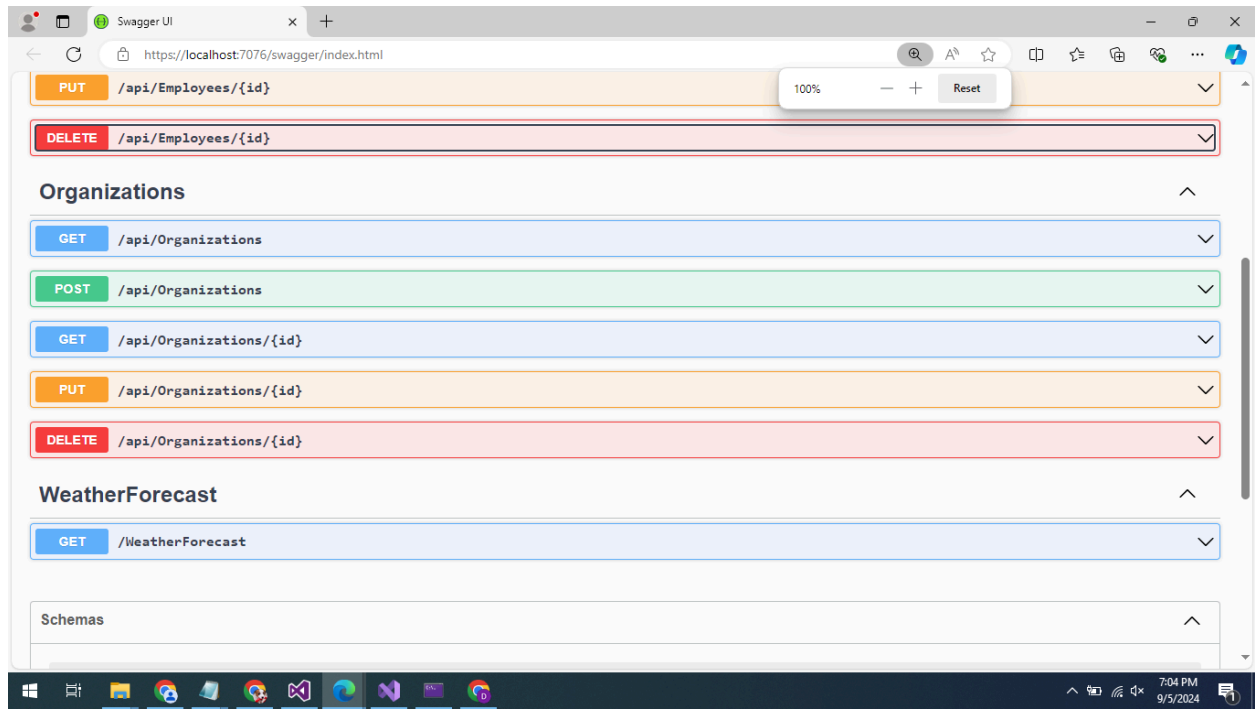 Swagger UI
https://localhost:7076/swagger/index.html
100%
Reset
PUT /api/Employees/{id}
DELETE /api/Employees/{id}
Organizations
GET /api/Organizations
POST /api/Organizations
GET /api/Organizations/{id}
PUT /api/Organizations/{id}
DELETE /api/Organizations/{id}
WeatherForecast
GET /WeatherForecast
Schemas
7:04 PM
9/5/2024